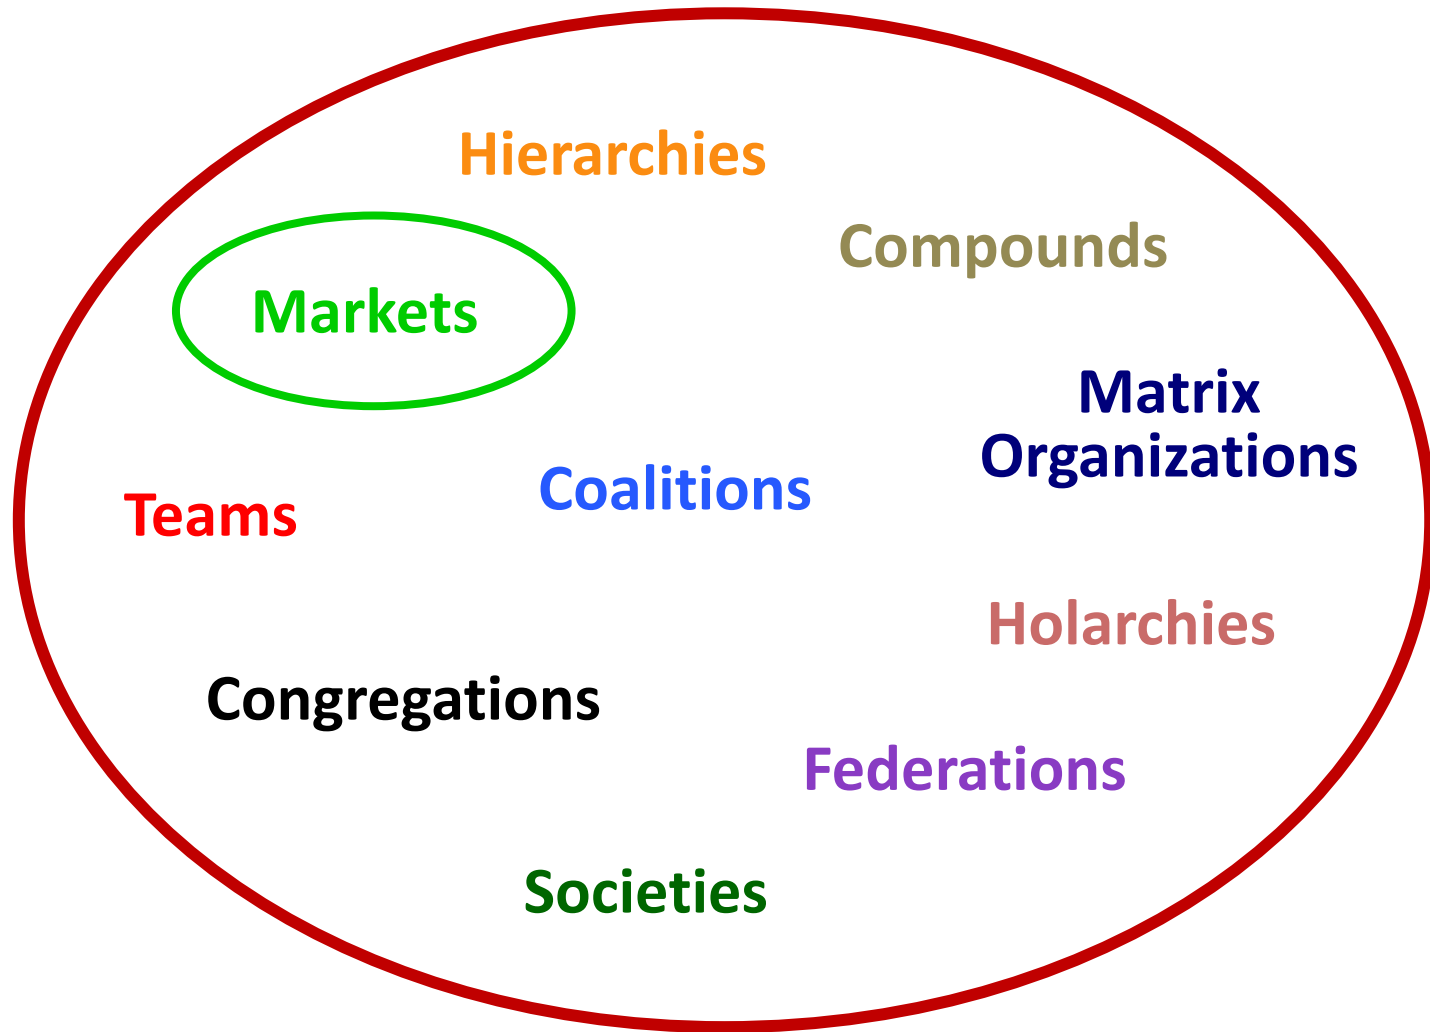 Hierarchies
Compounds
Markets
Matrix
Organizations
Coalitions
Teams
Holarchies
Congregations
Federations
Societies